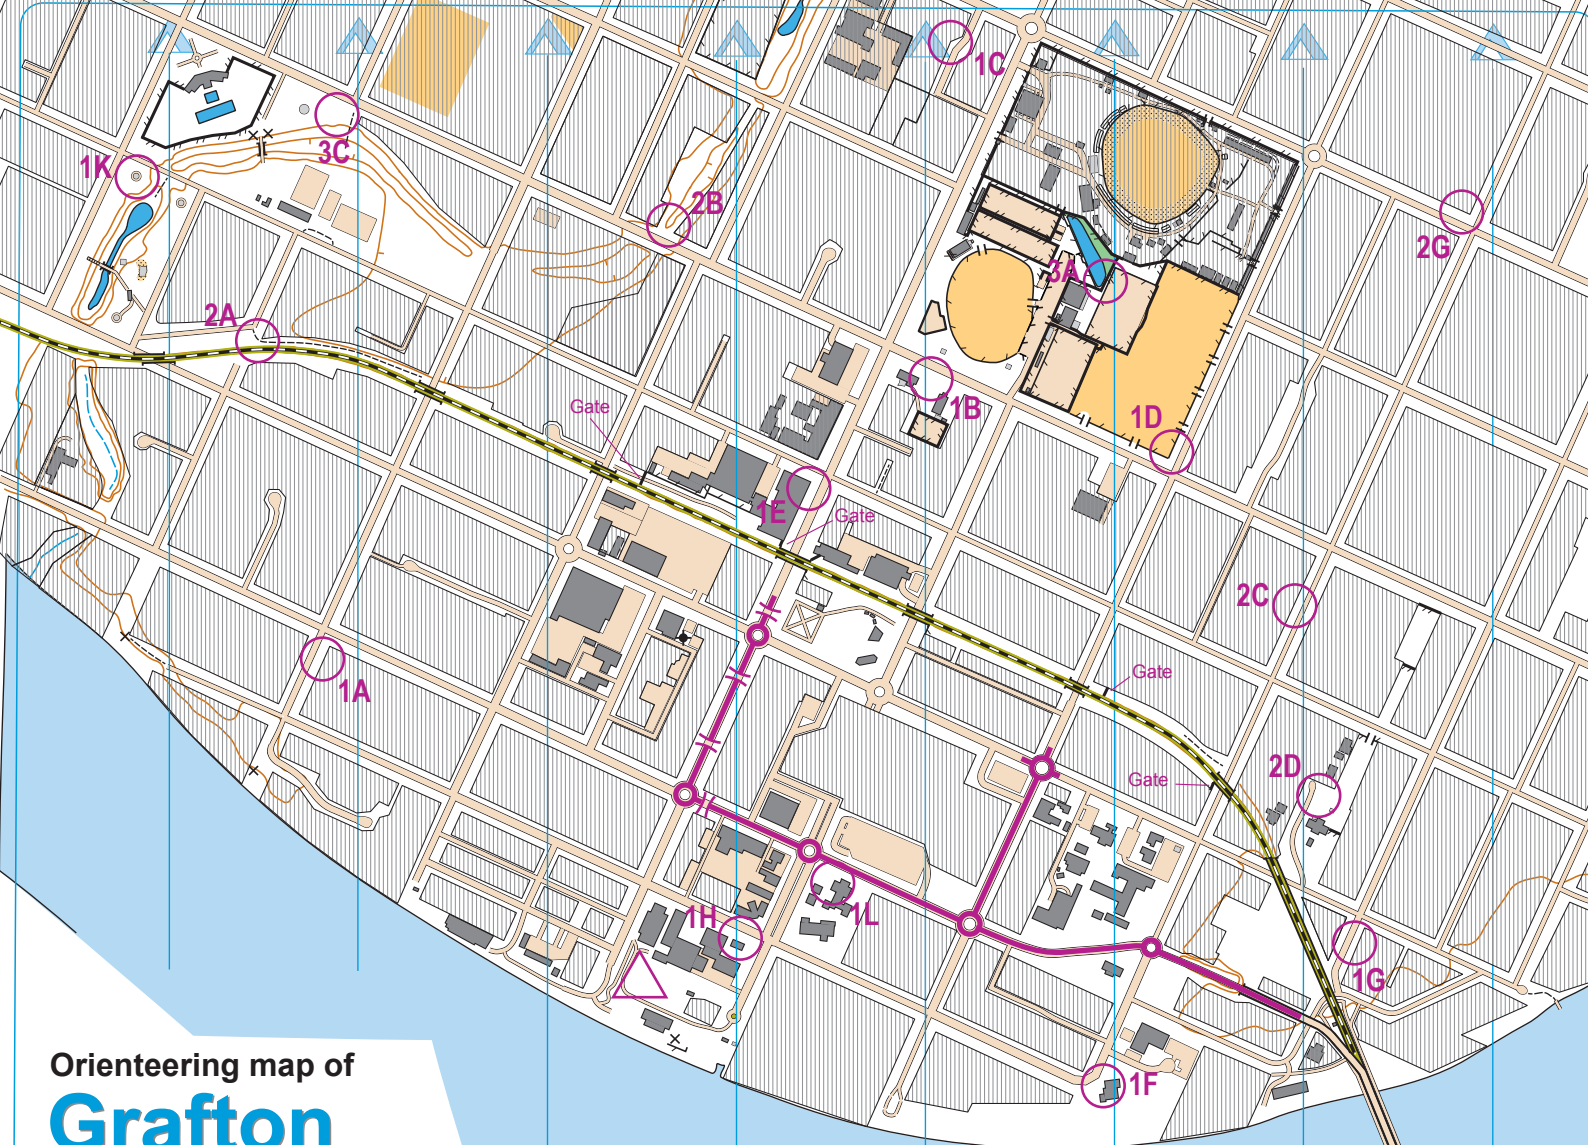 1C
3C
1K
2B
2G
3A
2A
Gate
1B
1D
1E
Gate
2C
1A
Gate
2D
Gate
1H
1L
1G
1F
Orienteering map of
Grafton